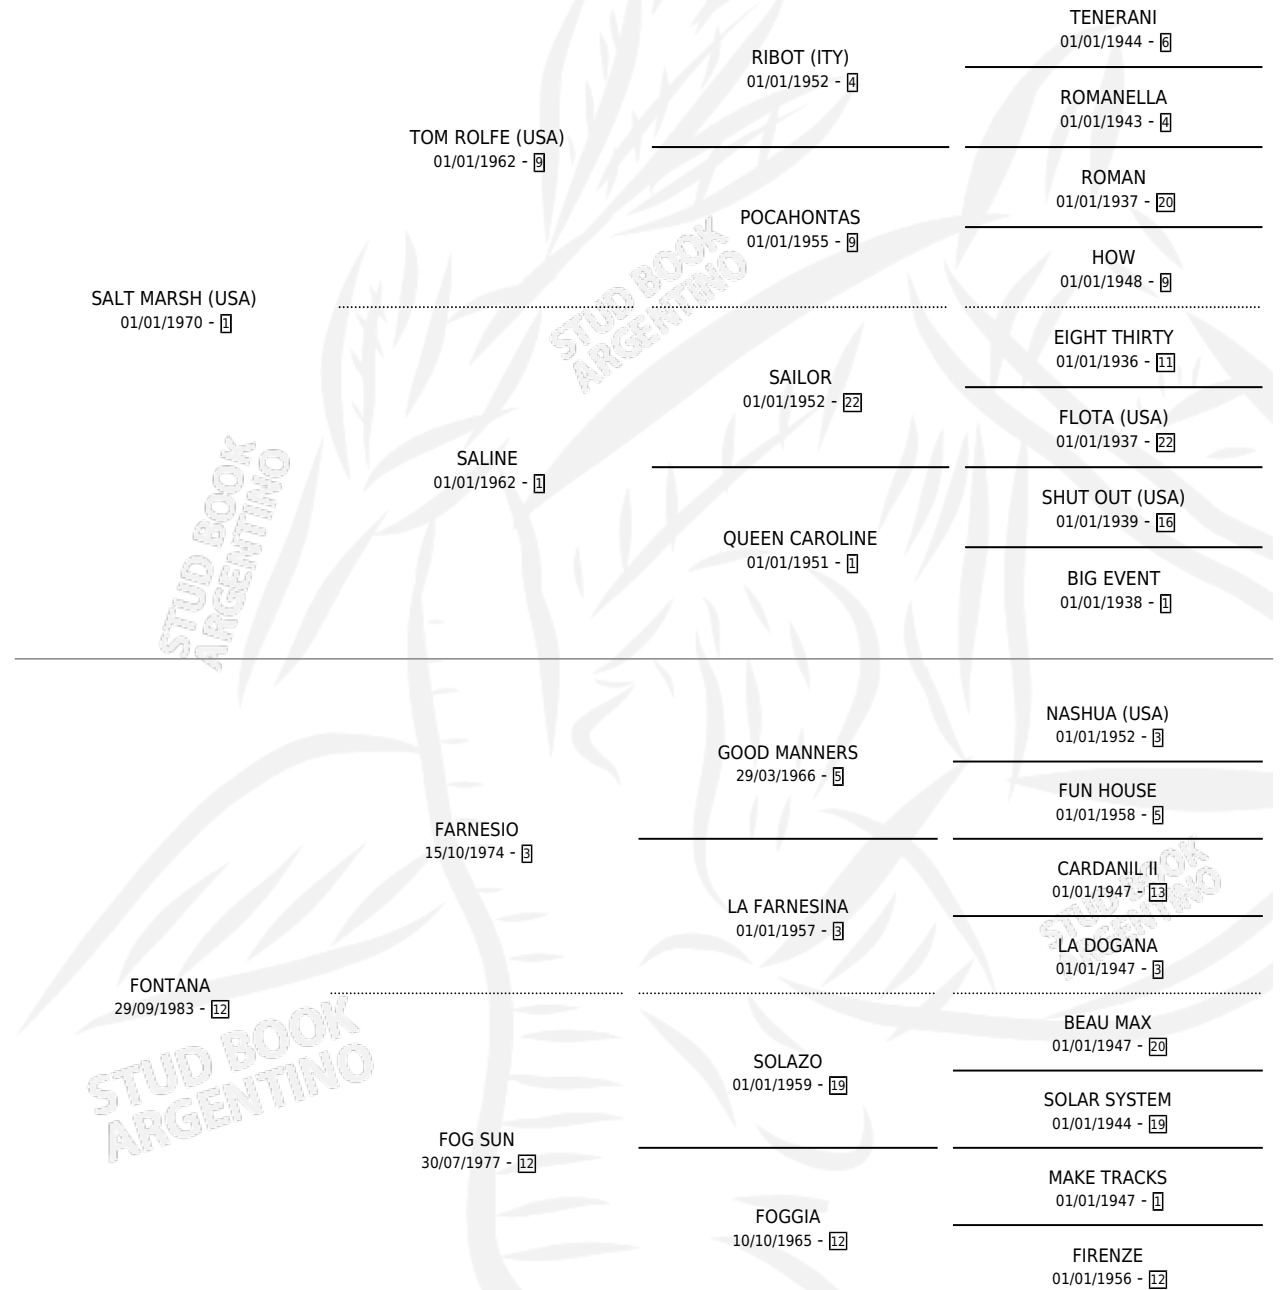 TENERANI
01/01/1944 - 6
RIBOT (ITY)
01/01/1952 - 4
ROMANELLA
01/01/1943 - 4
TOM ROLFE (USA)
01/01/1962 - 9
ROMAN
01/01/1937 - 20
POCAHONTAS
01/01/1955 - 9
HOW
01/01/1948 - 9
SALT MARSH (USA)
01/01/1970 - 1
EIGHT THIRTY
01/01/1936 - 11
SAILOR
01/01/1952 - 22
FLOTA (USA)
01/01/1937 - 22
SALINE
01/01/1962 - 1
SHUT OUT (USA)
01/01/1939 - 16
QUEEN CAROLINE
01/01/1951 - 1
BIG EVENT
01/01/1938 - 1
STUD BOOK
ARGENTINO
STUD BOOK
ARGENTINO
NASHUA (USA)
01/01/1952 - 3
GOOD MANNERS
29/03/1966 - 5
FUN HOUSE
01/01/1958 - 5
FARNESIO
15/10/1974 - 3
CARDANIL II
01/01/1947 - 13
LA FARNESINA
01/01/1957 - 3
LA DOGANA
01/01/1947 - 3
FONTANA
29/09/1983 - 12
BEAU MAX
01/01/1947 - 20
SOLAZO
01/01/1959 - 19
SOLAR SYSTEM
01/01/1944 - 19
FOG SUN
30/07/1977 - 12
MAKE TRACKS
01/01/1947 - 1
FOGGIA
10/10/1965 - 12
FIRENZE
01/01/1956 - 12
STUD BOOK
ARGENTINO
STUD BOOK
ARGENTINO